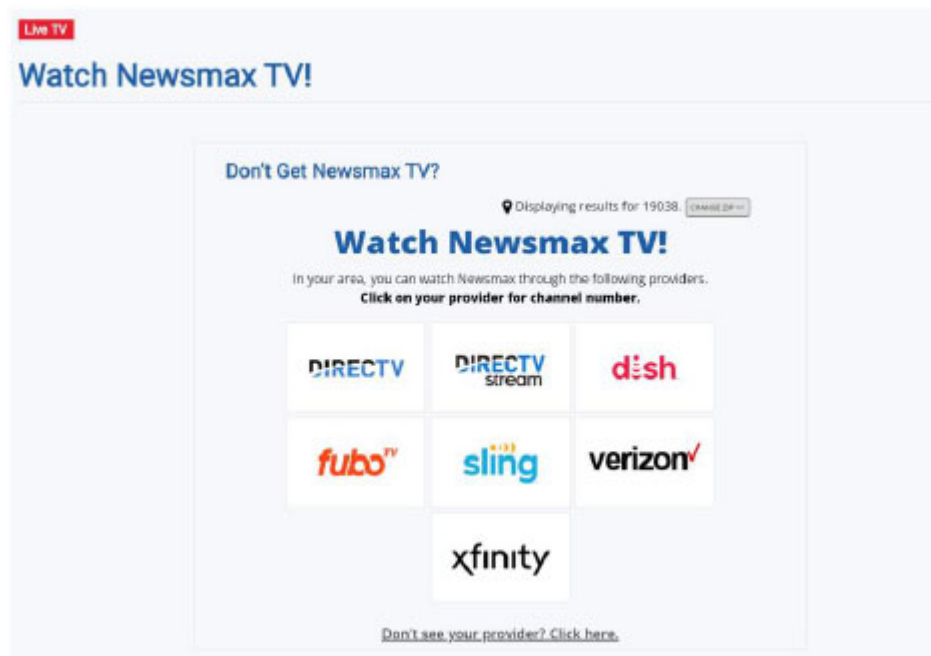 Live TV
Watch Newsmax TV!
Don't Get Newsmax TV?
Displaying results for 19038. CHANGE ZIP
Watch Newsmax TV!
In your area, you can watch Newsmax through the following providers.
Click on your provider for channel number.
DIRECTV
DIRECTV stream
dish
fuboTV
sling
verizon
xfinity
Don't see your provider? Click here.